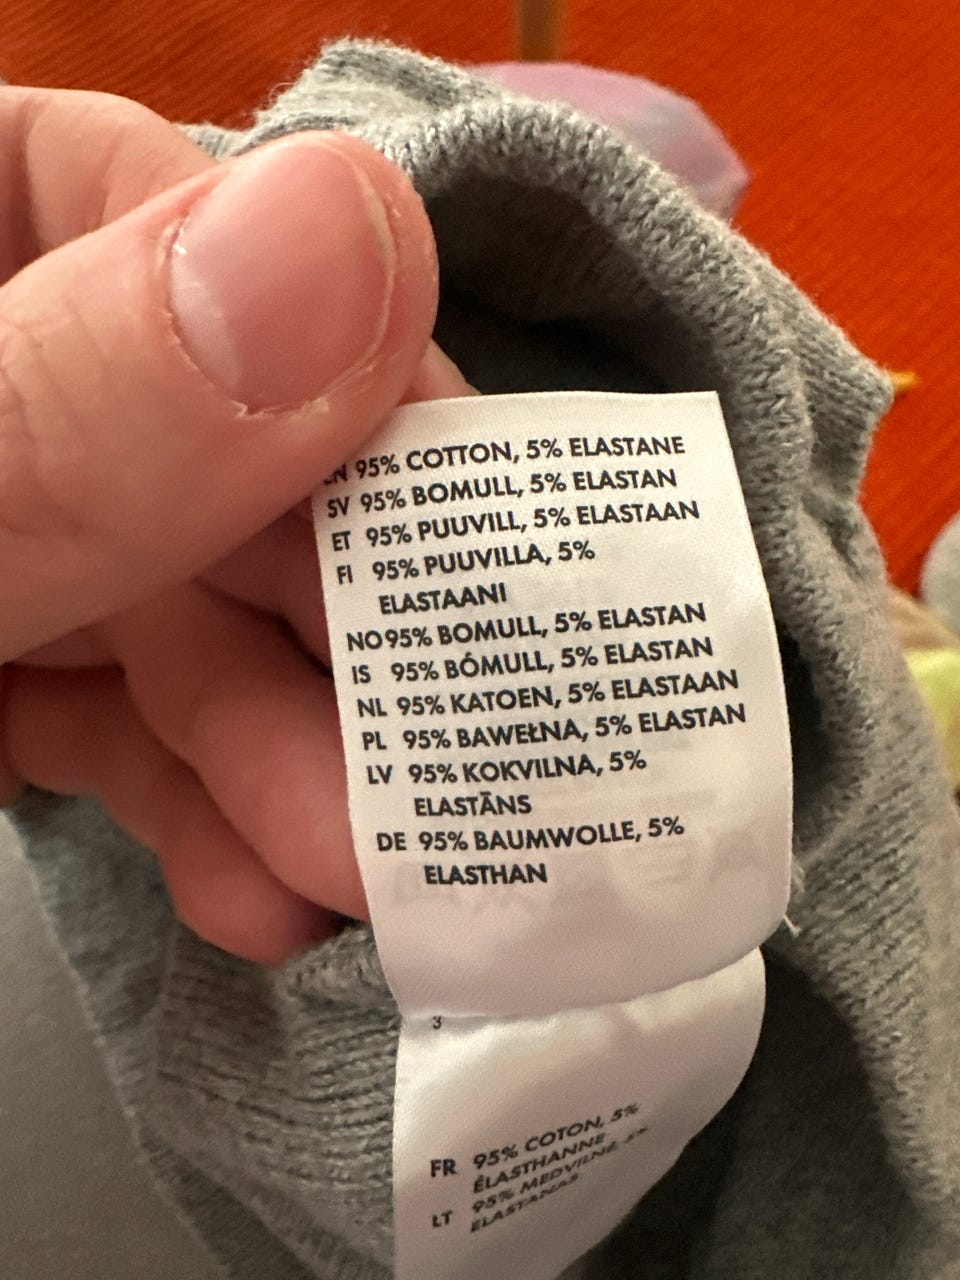 EN 95% COTTON, 5% ELASTANE
SV 95% BOMULL, 5% ELASTAN
ET 95% PUUVILL, 5% ELASTAAN
FI 95% PUUVILLA, 5%
ELASTAANI
NO 95% BOMULL, 5% ELASTAN
IS 95% BÓMULL, 5% ELASTAN
NL 95% KATOEN, 5% ELASTAAN
PL 95% BAWEŁNA, 5% ELASTAN
LV 95% KOKVILNA, 5%
ELASTĀNS
DE 95% BAUMWOLLE, 5%
ELASTHAN
3
FR 95% COTON, 5%
ÉLASTHANNE
LT 95% MEDVILNĖ, 5%
ELASTANAS